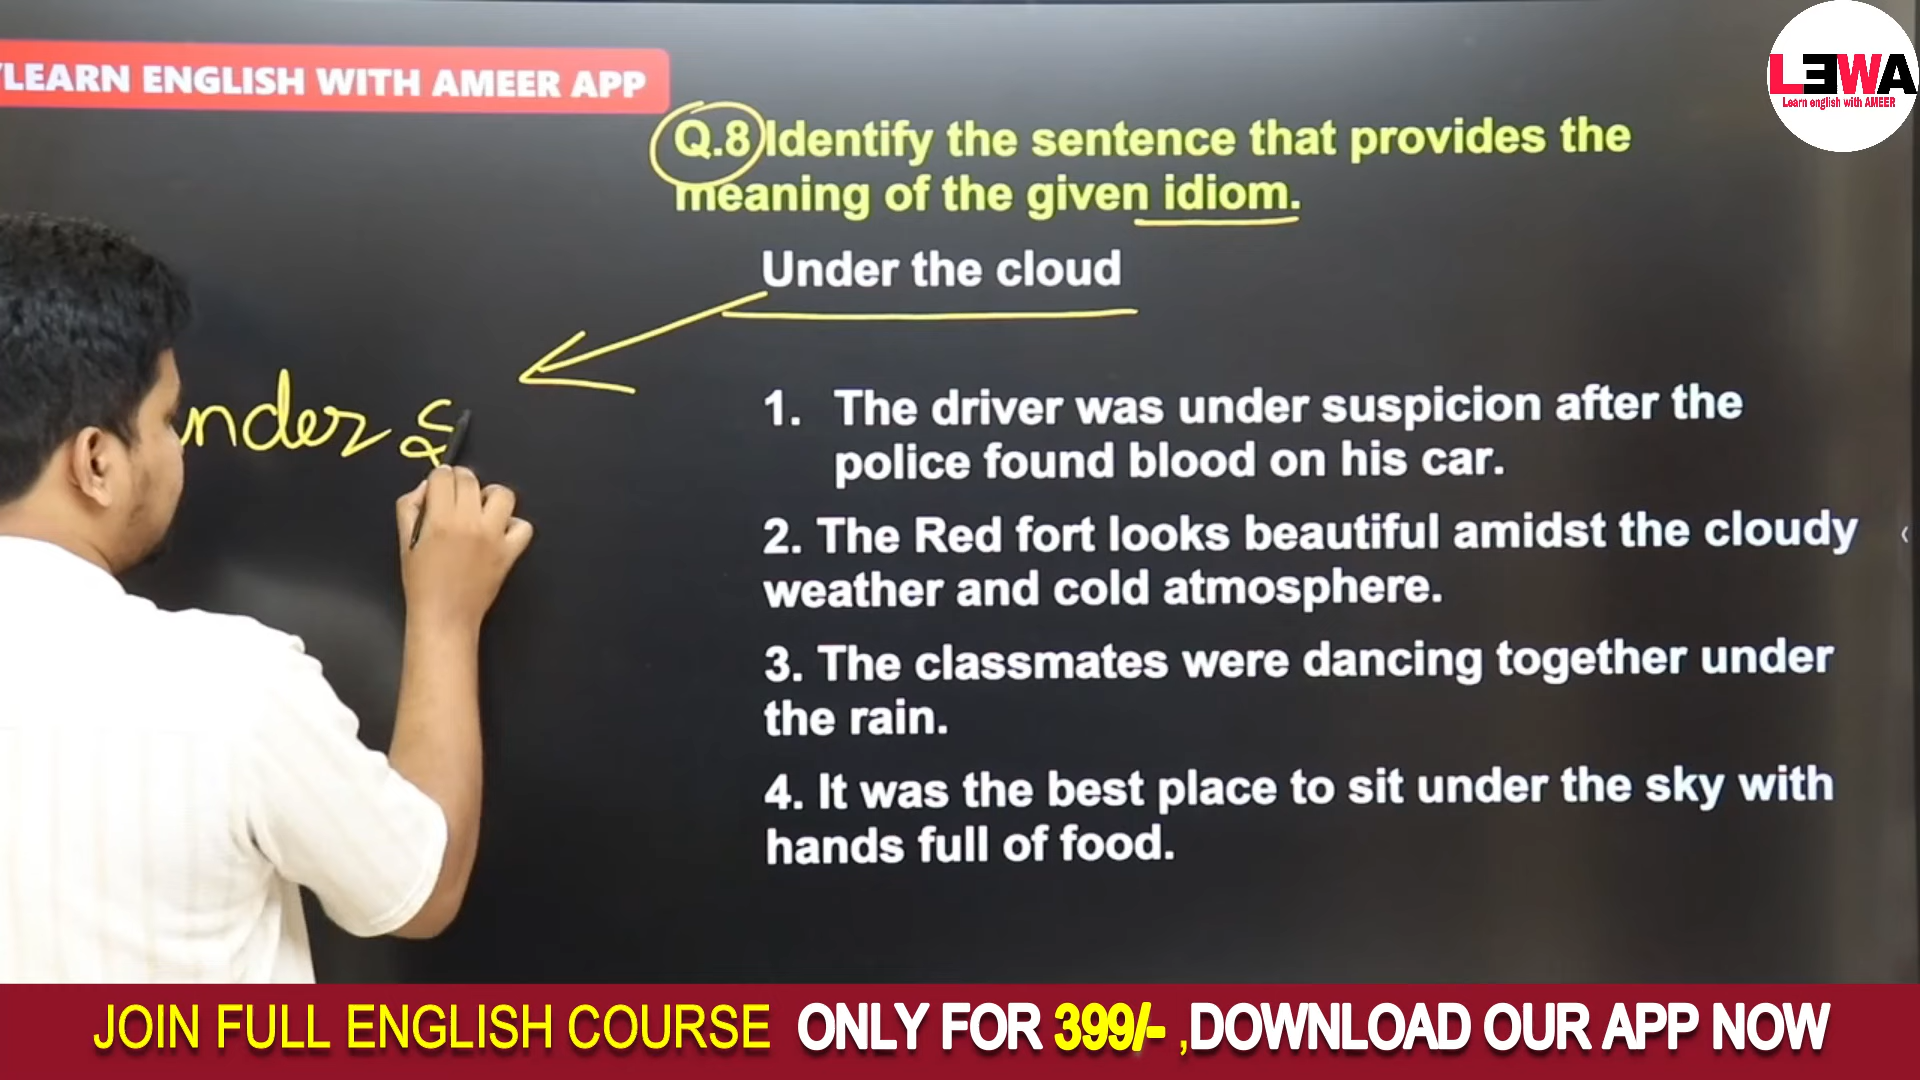 LEARN ENGLISH WITH AMEER APP
LEWA
Learn english with AMEER
Q.8 Identify the sentence that provides the
meaning of the given idiom.
Under the cloud
nder S
1. The driver was under suspicion after the
police found blood on his car.
2. The Red fort looks beautiful amidst the cloudy
weather and cold atmosphere.
3. The classmates were dancing together under
the rain.
4. It was the best place to sit under the sky with
hands full of food.
JOIN FULL ENGLISH COURSE ONLY FOR 399/- ,DOWNLOAD OUR APP NOW